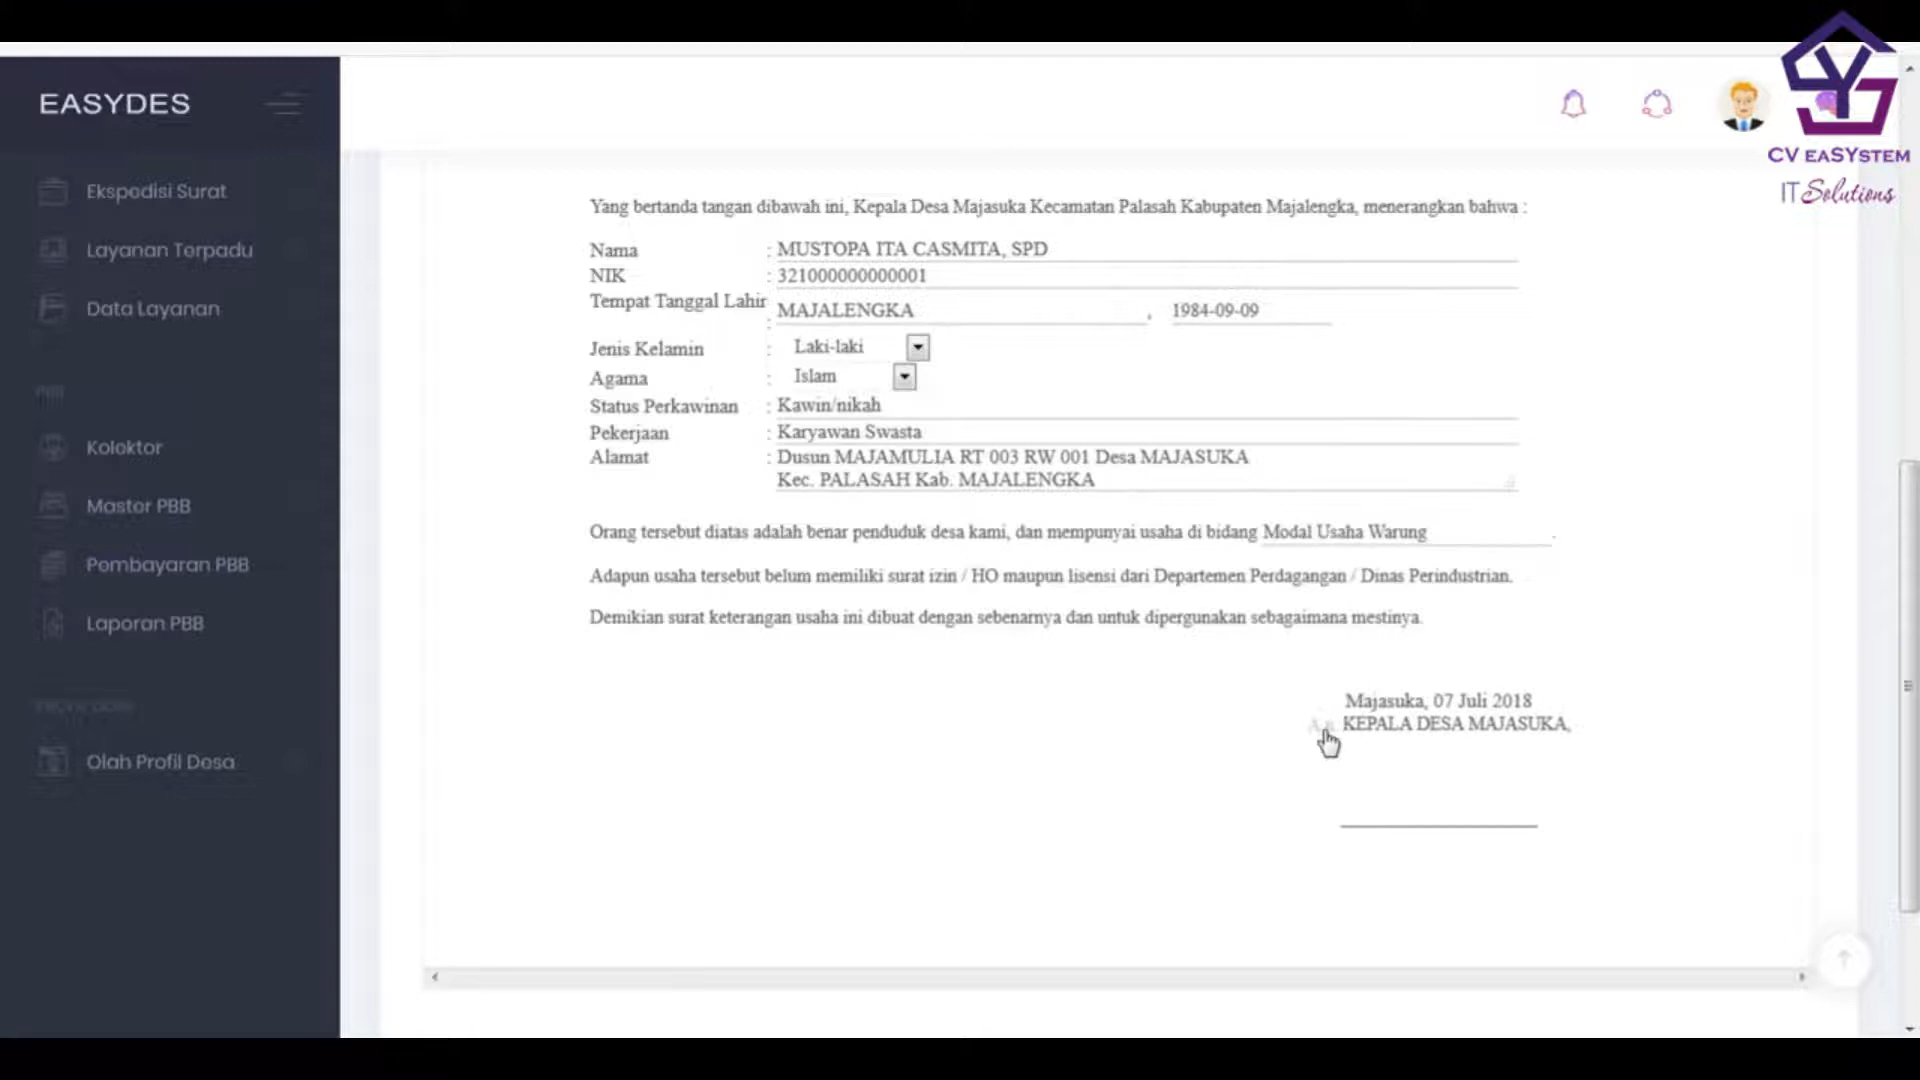 EASYDES
CV EASYSTEM
IT Solutions
Ekspedisi Surat
Layanan Terpadu
Data Layanan
PBB
Kolektor
Master PBB
Pembayaran PBB
Laporan PBB
Olah Profil Desa
Yang bertanda tangan dibawah ini, Kepala Desa Majasuka Kecamatan Palasah Kabupaten Majalengka, menerangkan bahwa :
Nama : MUSTOPA ITA CASMITA, SPD
NIK : 321000000000001
Tempat Tanggal Lahir : MAJALENGKA , 1984-09-09
Jenis Kelamin : Laki-laki
Agama : Islam
Status Perkawinan : Kawin/nikah
Pekerjaan : Karyawan Swasta
Alamat : Dusun MAJAMULIA RT 003 RW 001 Desa MAJASUKA
Kec. PALASAH Kab. MAJALENGKA
Orang tersebut diatas adalah benar penduduk desa kami, dan mempunyai usaha di bidang Modal Usaha Warung .
Adapun usaha tersebut belum memiliki surat izin / HO maupun lisensi dari Departemen Perdagangan / Dinas Perindustrian.
Demikian surat keterangan usaha ini dibuat dengan sebenarnya dan untuk dipergunakan sebagaimana mestinya.
Majasuka, 07 Juli 2018
KEPALA DESA MAJASUKA,